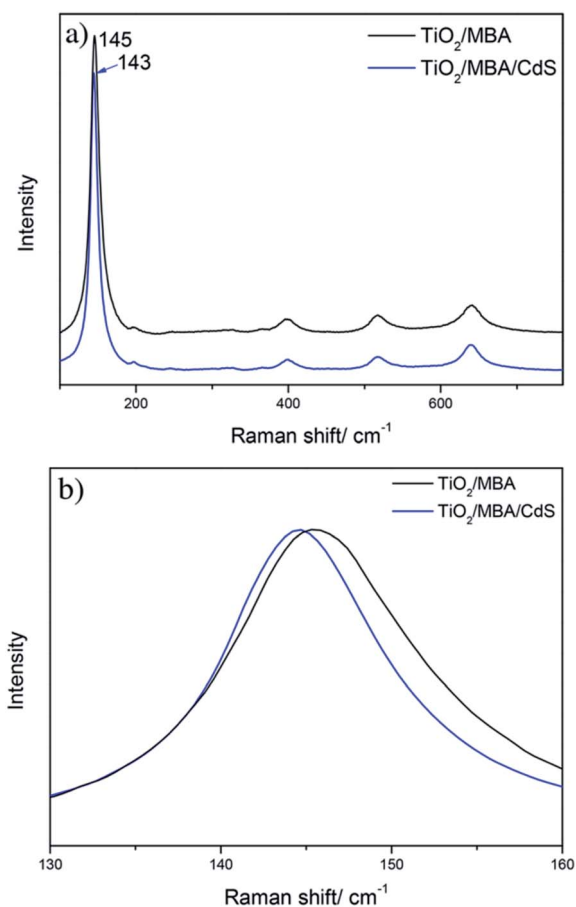 a)
145
143
TiO₂/MBA
TiO₂/MBA/CdS
Intensity
200
400
600
Raman shift/ cm⁻¹
b)
TiO₂/MBA
TiO₂/MBA/CdS
Intensity
130
140
150
160
Raman shift/ cm⁻¹